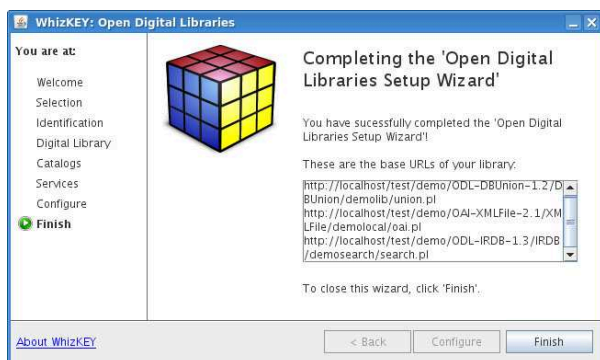 WhizKEY: Open Digital Libraries
You are at:
Welcome
Selection
Identification
Digital Library
Catalogs
Services
Configure
Finish
About WhizKEY
Completing the 'Open Digital
Libraries Setup Wizard'
You have sucessfully completed the 'Open Digital
Libraries Setup Wizard'!
These are the base URLs of your library:
http://localhost/test/demo/ODL-DBUnion-1.2/D
BUnion/demolib/union.pl
http://localhost/test/demo/OAI-XMLFile-2.1/XM
LFile/demolocal/oai.pl
http://localhost/test/demo/ODL-IRDB-1.3/IRDB
/demosearch/search.pl
To close this wizard, click 'Finish'.
< Back
Configure
Finish